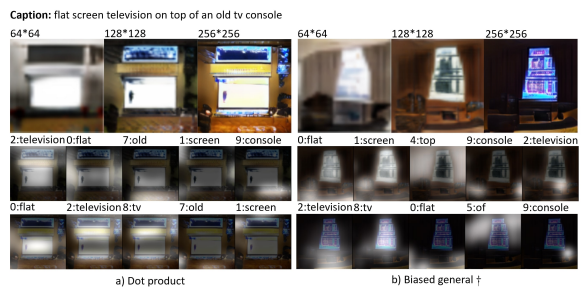 Caption: flat screen television on top of an old tv console
64*64 128*128 256*256 64*64 128*128 256*256
2:television 0:flat 7:old 1:screen 9:console 0:flat 1:screen 4:top 9:console 2:television
0:flat 2:television 8:tv 7:old 1:screen 2:television 8:tv 0:flat 5:of 9:console
a) Dot product b) Biased general †